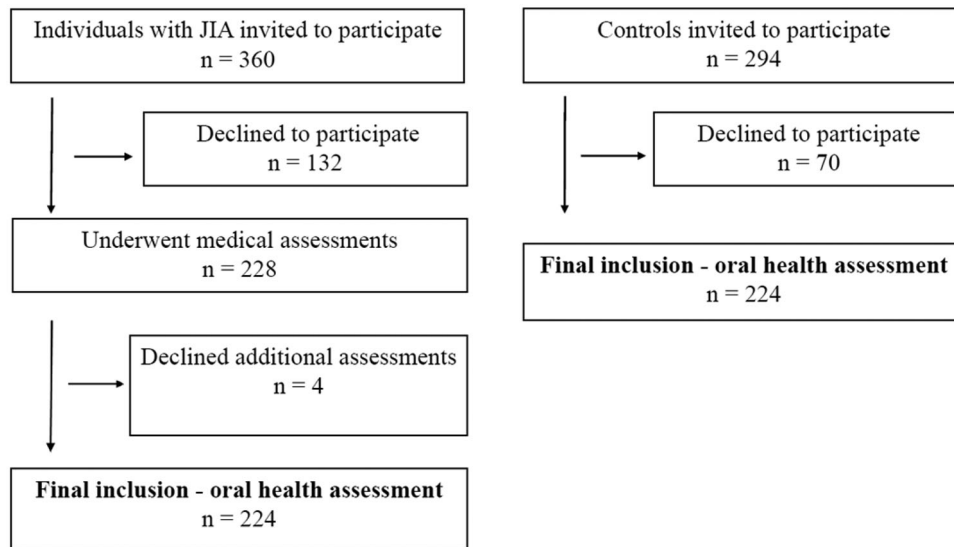 Individuals with JIA invited to participate
n = 360
Declined to participate
n = 132
Underwent medical assessments
n = 228
Declined additional assessments
n = 4
Final inclusion - oral health assessment
n = 224
Controls invited to participate
n = 294
Declined to participate
n = 70
Final inclusion - oral health assessment
n = 224